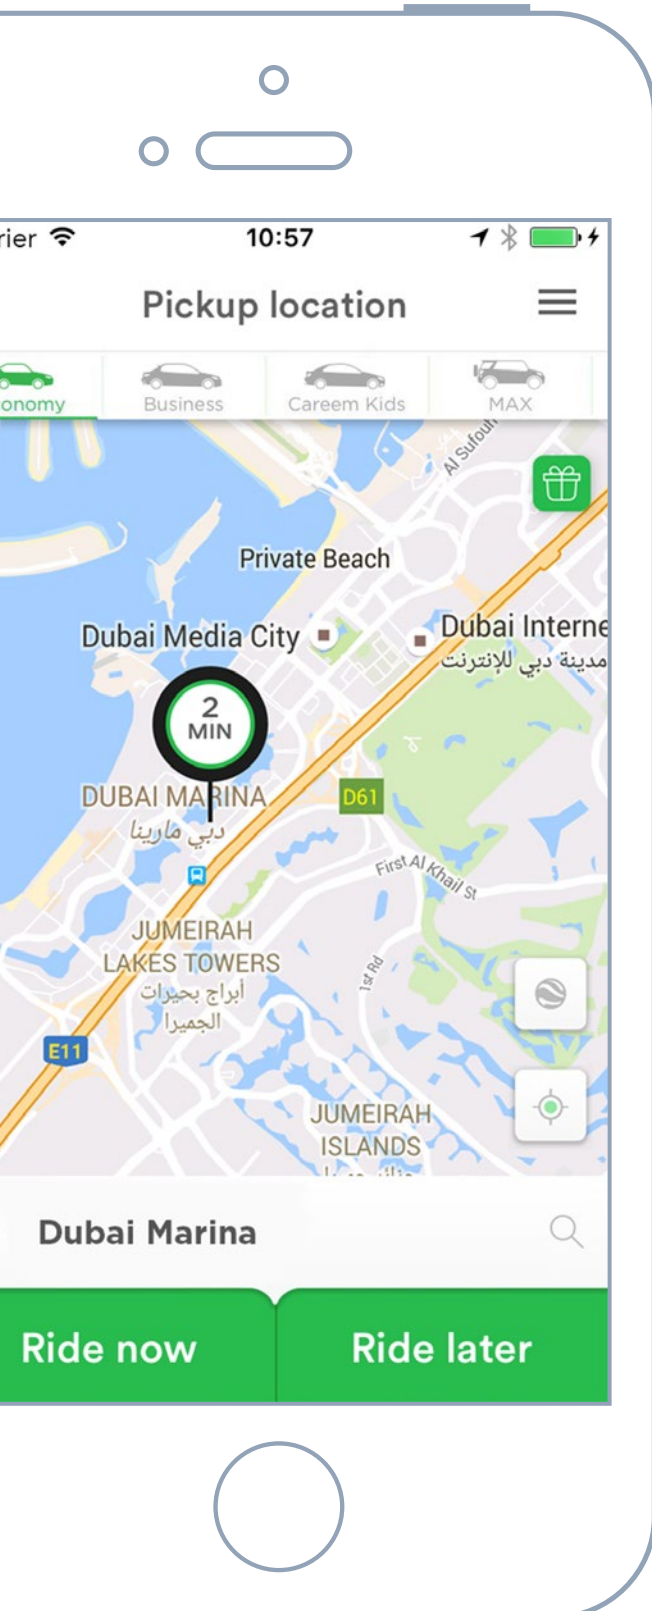 rier 10:57
Pickup location
onomy Business Careem Kids MAX
Al Sufouh
Private Beach
Dubai Media City
Dubai Interne
مدينة دبي للإنترنت
2
MIN
DUBAI MARINA
دبي مارينا
D61
First Al Khail St
JUMEIRAH
LAKES TOWERS
أبراج بحيرات
الجميرا
1st Rd
E11
JUMEIRAH
ISLANDS
Dubai Marina
Ride now
Ride later